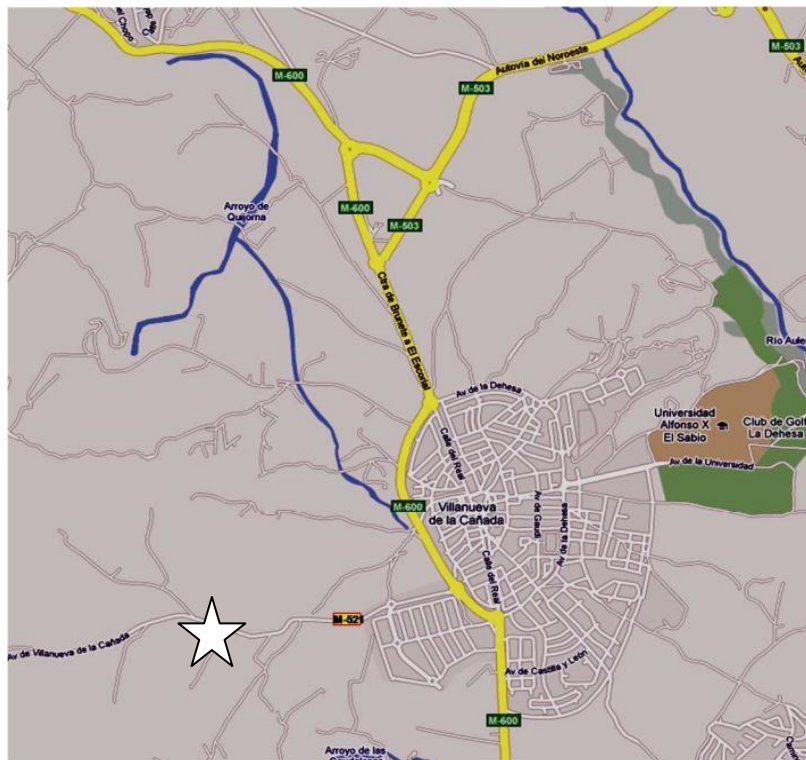 M-600
M-503
M-503
Autovía del Noroeste
Arroyo de
Quijorna
M-600
M-503
Ctra de Brunete a El Escorial
Río Aule
Av de la Dehesa
Universidad
Alfonso X
El Sabio
Club de Golf
La Dehesa
Calle del Real
Av de la Universidad
M-600
Villanueva
de la Cañada
Av de Gaudí
Av de la Dehesa
Calle del Real
M-521
Av de Villanueva de la Cañada
Av de Castilla y León
M-600
Arroyo de las